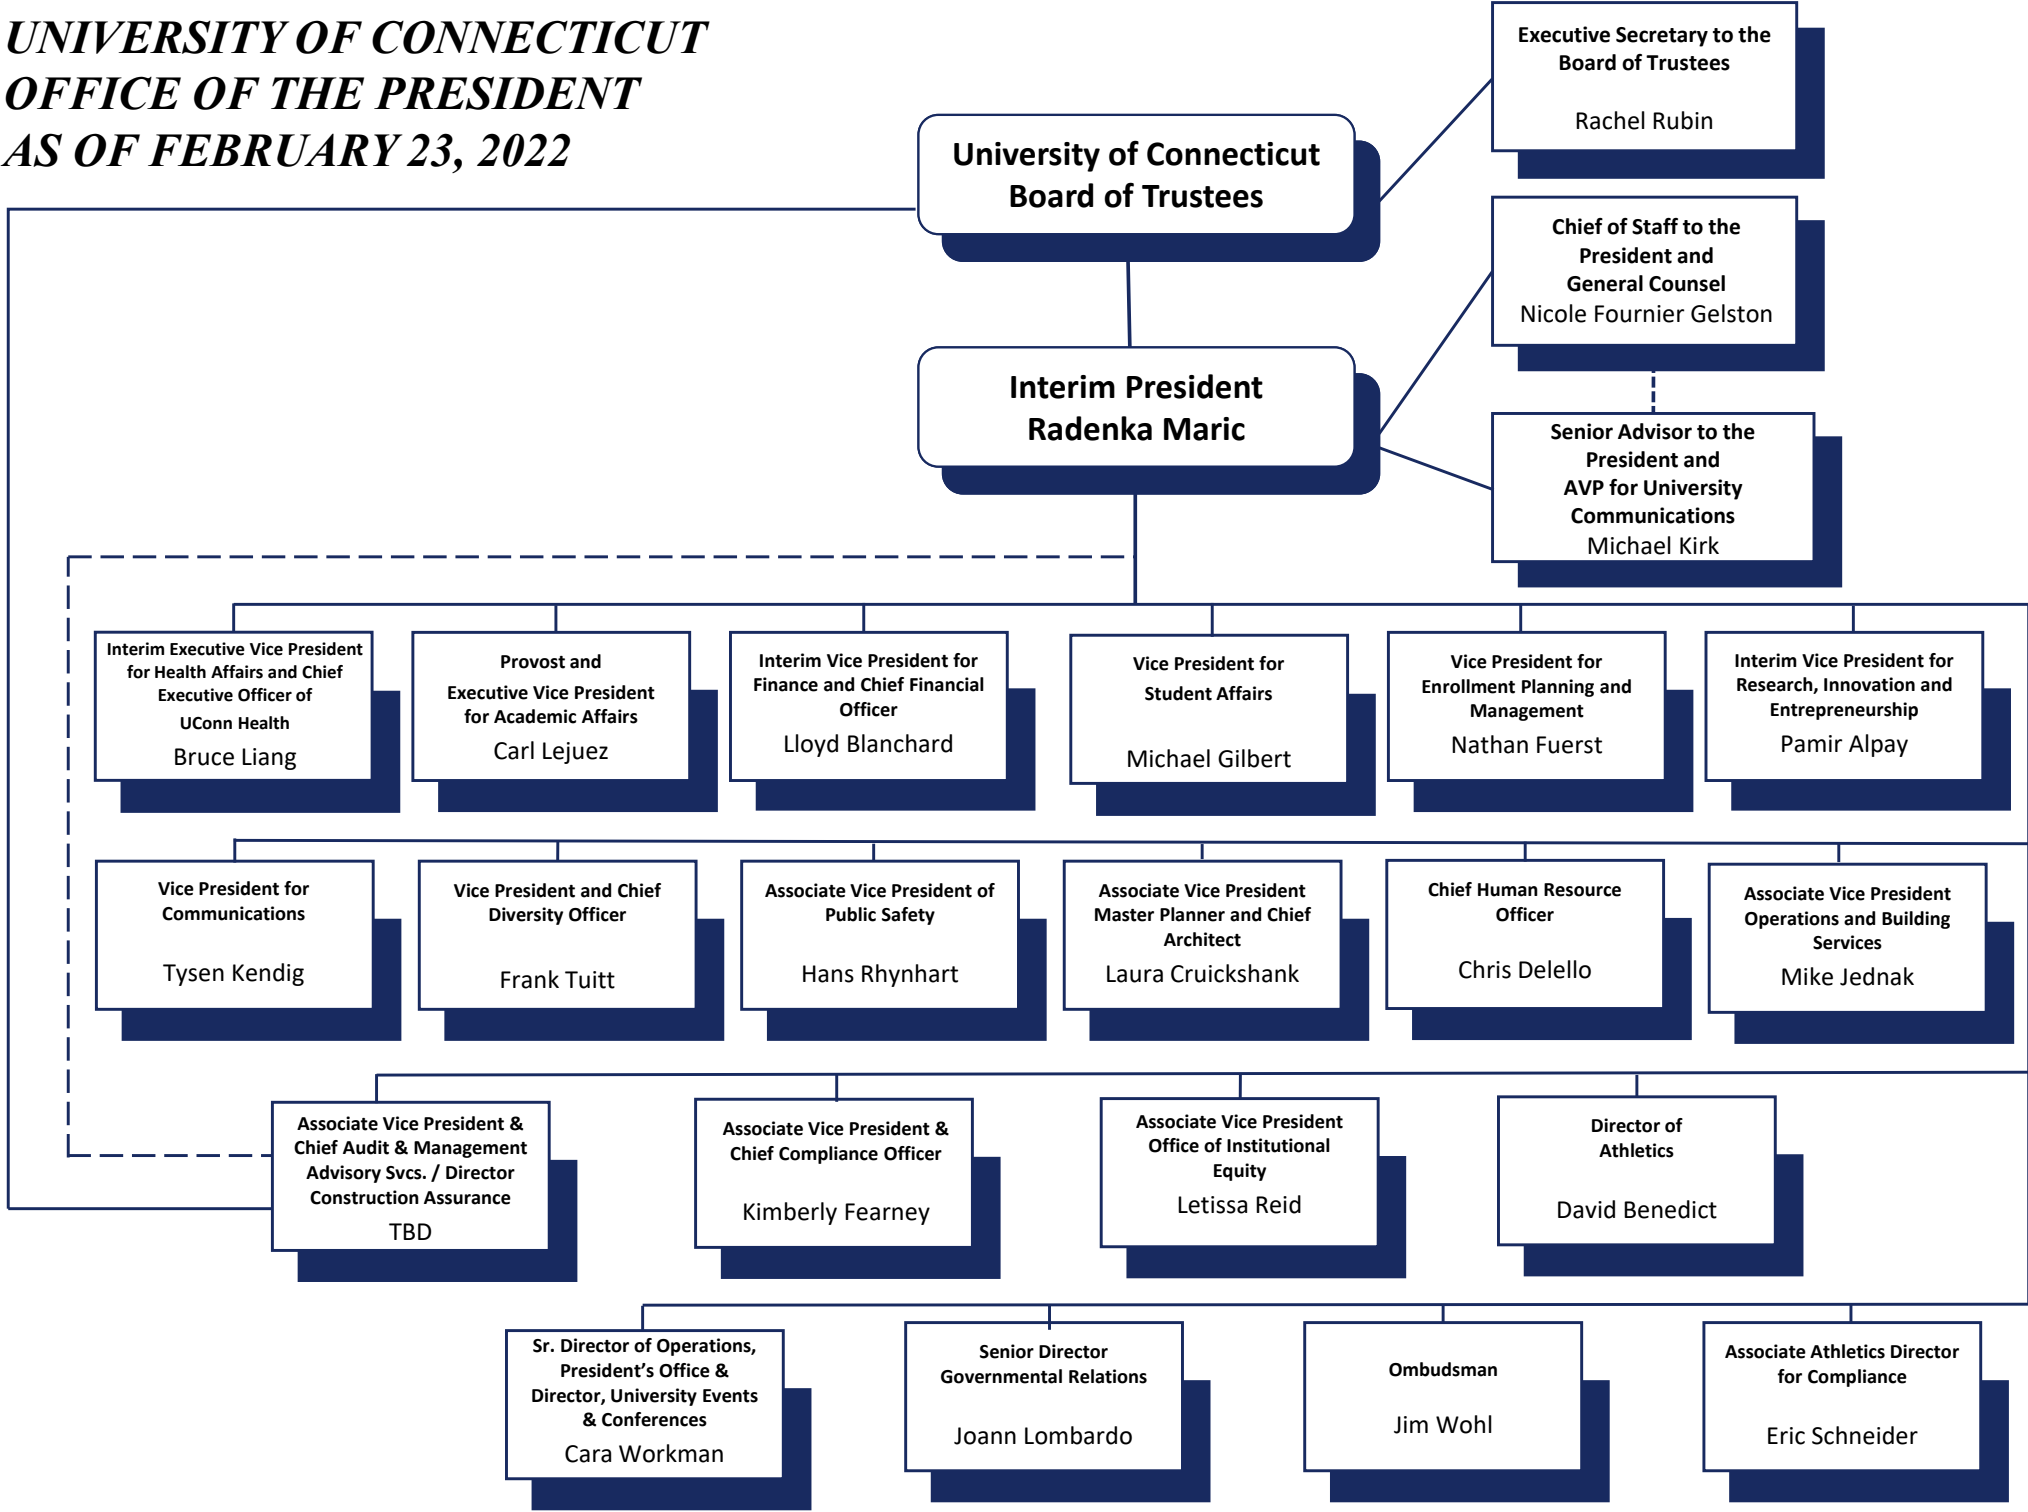 UNIVERSITY OF CONNECTICUT
OFFICE OF THE PRESIDENT
AS OF FEBRUARY 23, 2022
Executive Secretary to the
Board of Trustees
Rachel Rubin
University of Connecticut
Board of Trustees
Chief of Staff to the
President and
General Counsel
Nicole Fournier Gelston
Interim President
Radenka Maric
Senior Advisor to the
President and
AVP for University
Communications
Michael Kirk
Interim Executive Vice President
for Health Affairs and Chief
Executive Officer of
UConn Health
Bruce Liang
Provost and
Executive Vice President
for Academic Affairs
Carl Lejuez
Interim Vice President for
Finance and Chief Financial
Officer
Lloyd Blanchard
Vice President for
Student Affairs
Michael Gilbert
Vice President for
Enrollment Planning and
Management
Nathan Fuerst
Interim Vice President for
Research, Innovation and
Entrepreneurship
Pamir Alpay
Vice President for
Communications
Tysen Kendig
Vice President and Chief
Diversity Officer
Frank Tuitt
Associate Vice President of
Public Safety
Hans Rhynhart
Associate Vice President
Master Planner and Chief
Architect
Laura Cruickshank
Chief Human Resource
Officer
Chris Delello
Associate Vice President
Operations and Building
Services
Mike Jednak
Associate Vice President &
Chief Audit & Management
Advisory Svcs. / Director
Construction Assurance
TBD
Associate Vice President &
Chief Compliance Officer
Kimberly Fearney
Associate Vice President
Office of Institutional
Equity
Letissa Reid
Director of
Athletics
David Benedict
Sr. Director of Operations,
President’s Office &
Director, University Events
& Conferences
Cara Workman
Senior Director
Governmental Relations
Joann Lombardo
Ombudsman
Jim Wohl
Associate Athletics Director
for Compliance
Eric Schneider